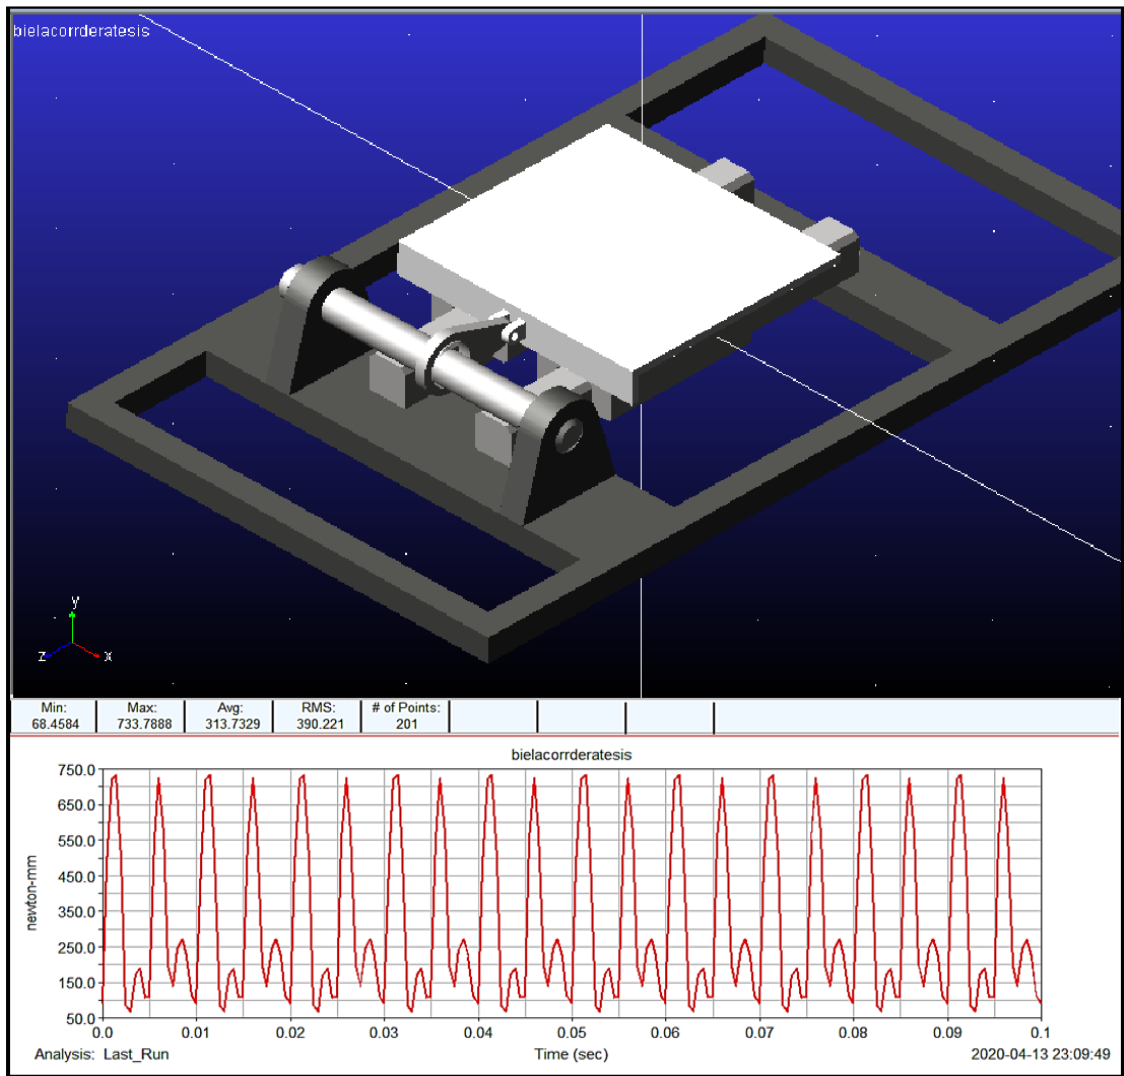 bielacorrderatesis
y
z x
Min: Max: Avg: RMS: # of Points:
68.4584 733.7888 313.7329 390.221 201
bielacorrderatesis
750.0
650.0
550.0
450.0
350.0
250.0
150.0
50.0
newton-mm
0.0 0.01 0.02 0.03 0.04 0.05 0.06 0.07 0.08 0.09 0.1
Analysis: Last_Run Time (sec) 2020-04-13 23:09:49